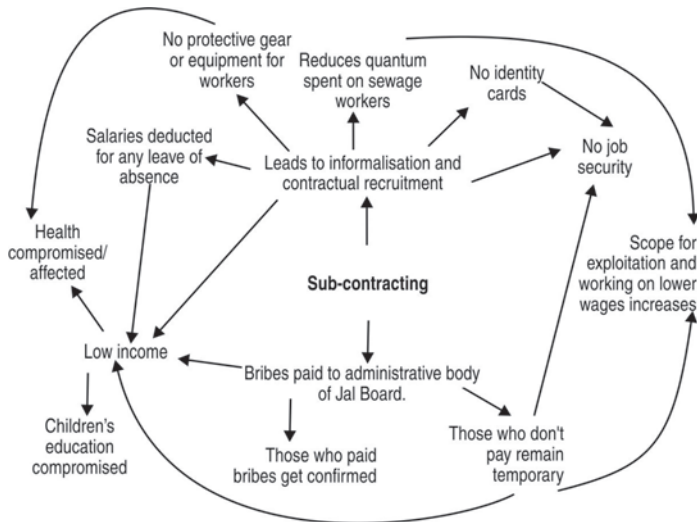 No protective gear
or equipment for
workers
Reduces quantum
spent on sewage
workers
No identity
cards
Salaries deducted
for any leave of
absence
Leads to informalisation and
contractual recruitment
No job
security
Health
compromised/
affected
Scope for
exploitation and
working on lower
wages increases
Sub-contracting
Low income
Bribes paid to administrative body
of Jal Board.
Children's
education
compromised
Those who paid
bribes get confirmed
Those who don't
pay remain
temporary